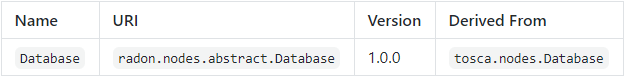 Name URI Version Derived From
Database radon.nodes.abstract.Database 1.0.0 tosca.nodes.Database